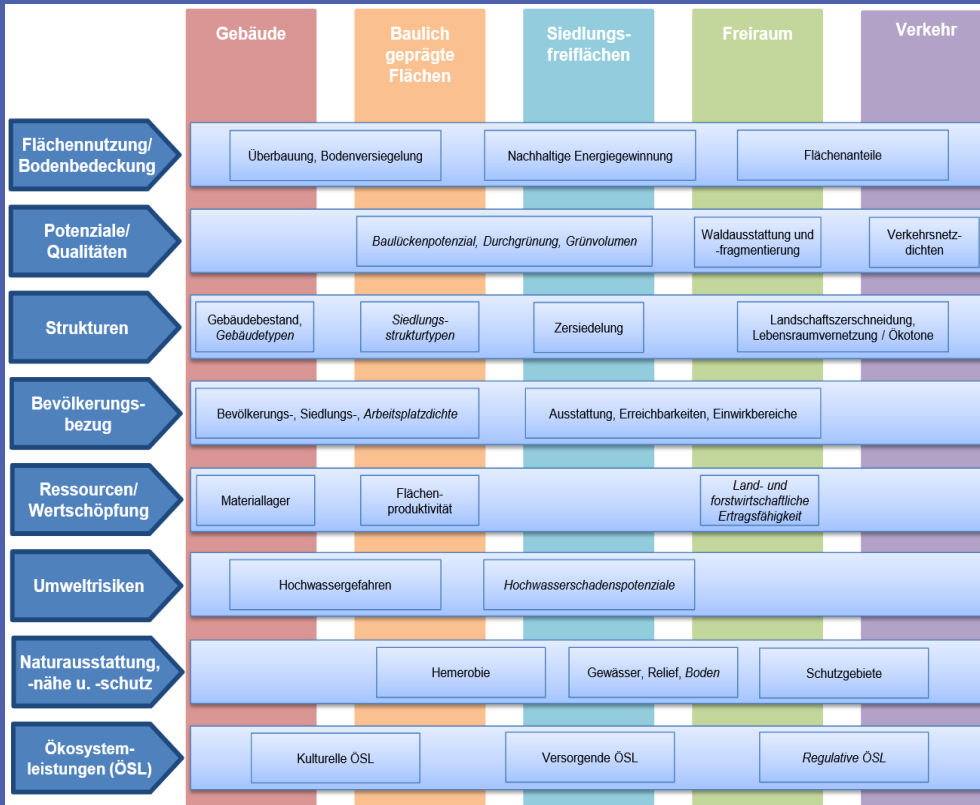 Gebäude
Baulich
geprägte
Flächen
Siedlungs-
freiflächen
Freiraum
Verkehr
Flächennutzung/
Bodenbedeckung
Überbauung, Bodenversiegelung
Nachhaltige Energiegewinnung
Flächenanteile
Potenziale/
Qualitäten
Baulückenpotenzial, Durchgrünung, Grünvolumen
Waldausstattung und
-fragmentierung
Verkehrsnetz-
dichten
Strukturen
Gebäudebestand,
Gebäudetypen
Siedlungs-
strukturtypen
Zersiedelung
Landschaftszerschneidung,
Lebensraumvernetzung / Ökotone
Bevölkerungs-
bezug
Bevölkerungs-, Siedlungs-, Arbeitsplatzdichte
Ausstattung, Erreichbarkeiten, Einwirkbereiche
Ressourcen/
Wertschöpfung
Materiallager
Flächen-
produktivität
Land- und
forstwirtschaftliche
Ertragsfähigkeit
Umweltrisiken
Hochwassergefahren
Hochwasserschadenspotenziale
Naturausstattung,
-nähe u. -schutz
Hemerobie
Gewässer, Relief, Boden
Schutzgebiete
Ökosystem-
leistungen (ÖSL)
Kulturelle ÖSL
Versorgende ÖSL
Regulative ÖSL